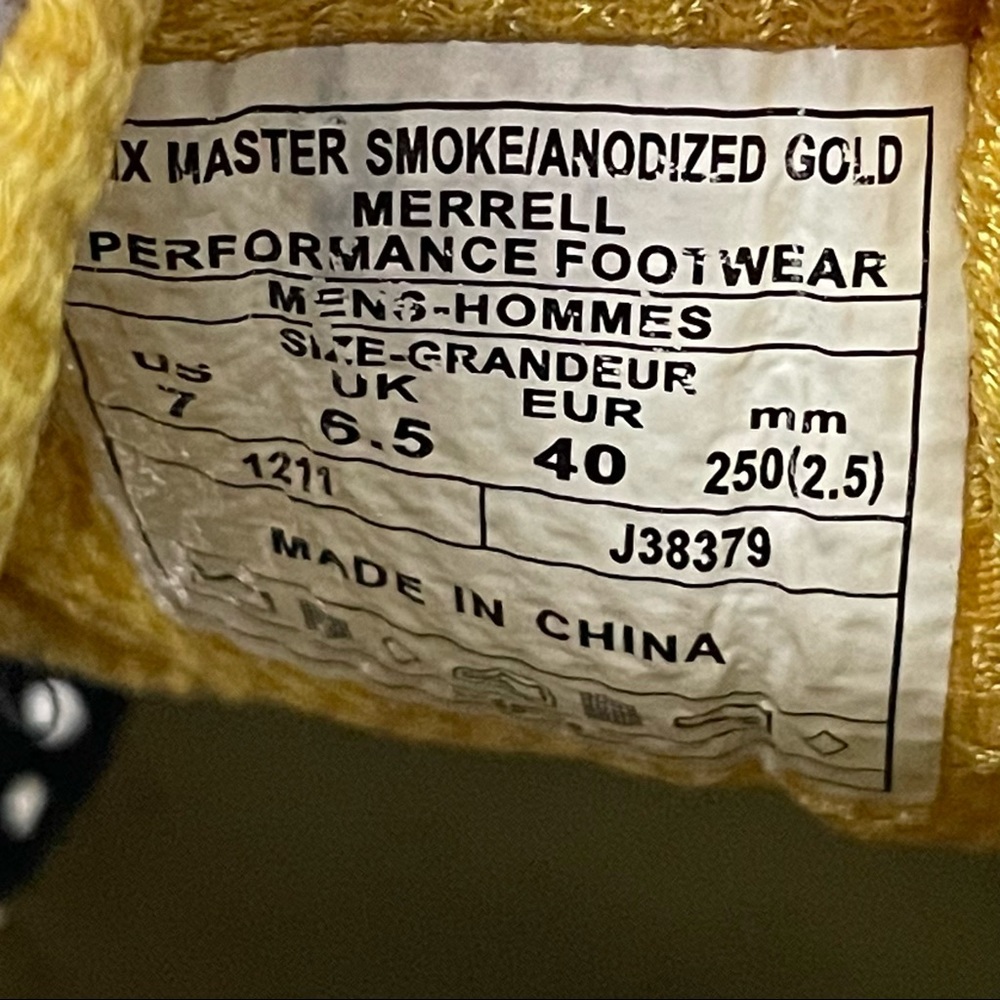 IX MASTER SMOKE/ANODIZED GOLD
MERRELL
PERFORMANCE FOOTWEAR
MENS-HOMMES
SIZE-GRANDEUR
US UK EUR mm
7 6.5 40 250(2.5)
1211 J38379
MADE IN CHINA